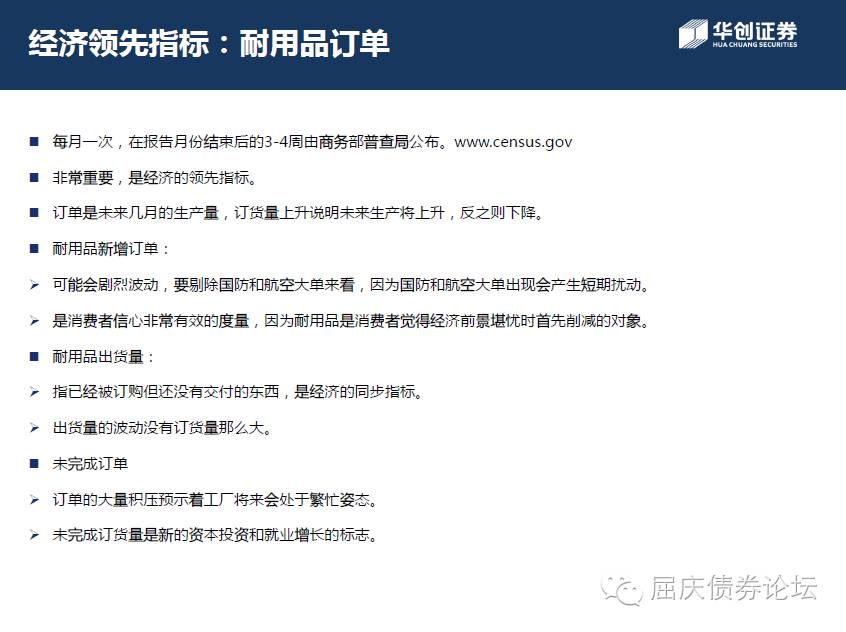 经济领先指标：耐用品订单
华创证券
HUA CHUANG SECURITIES
■ 每月一次，在报告月份结束后的3-4周由商务部普查局公布。www.census.gov
■ 非常重要，是经济的领先指标。
■ 订单是未来几月的生产量，订货量上升说明未来生产将上升，反之则下降。
■ 耐用品新增订单：
➢ 可能会剧烈波动，要剔除国防和航空大单来看，因为国防和航空大单出现会产生短期扰动。
➢ 是消费者信心非常有效的度量，因为耐用品是消费者觉得经济前景堪忧时首先削减的对象。
■ 耐用品出货量：
➢ 指已经被订购但还没有交付的东西，是经济的同步指标。
➢ 出货量的波动没有订货量那么大。
■ 未完成订单
➢ 订单的大量积压预示着工厂将来会处于繁忙姿态。
➢ 未完成订货量是新的资本投资和就业增长的标志。
屈庆债券论坛